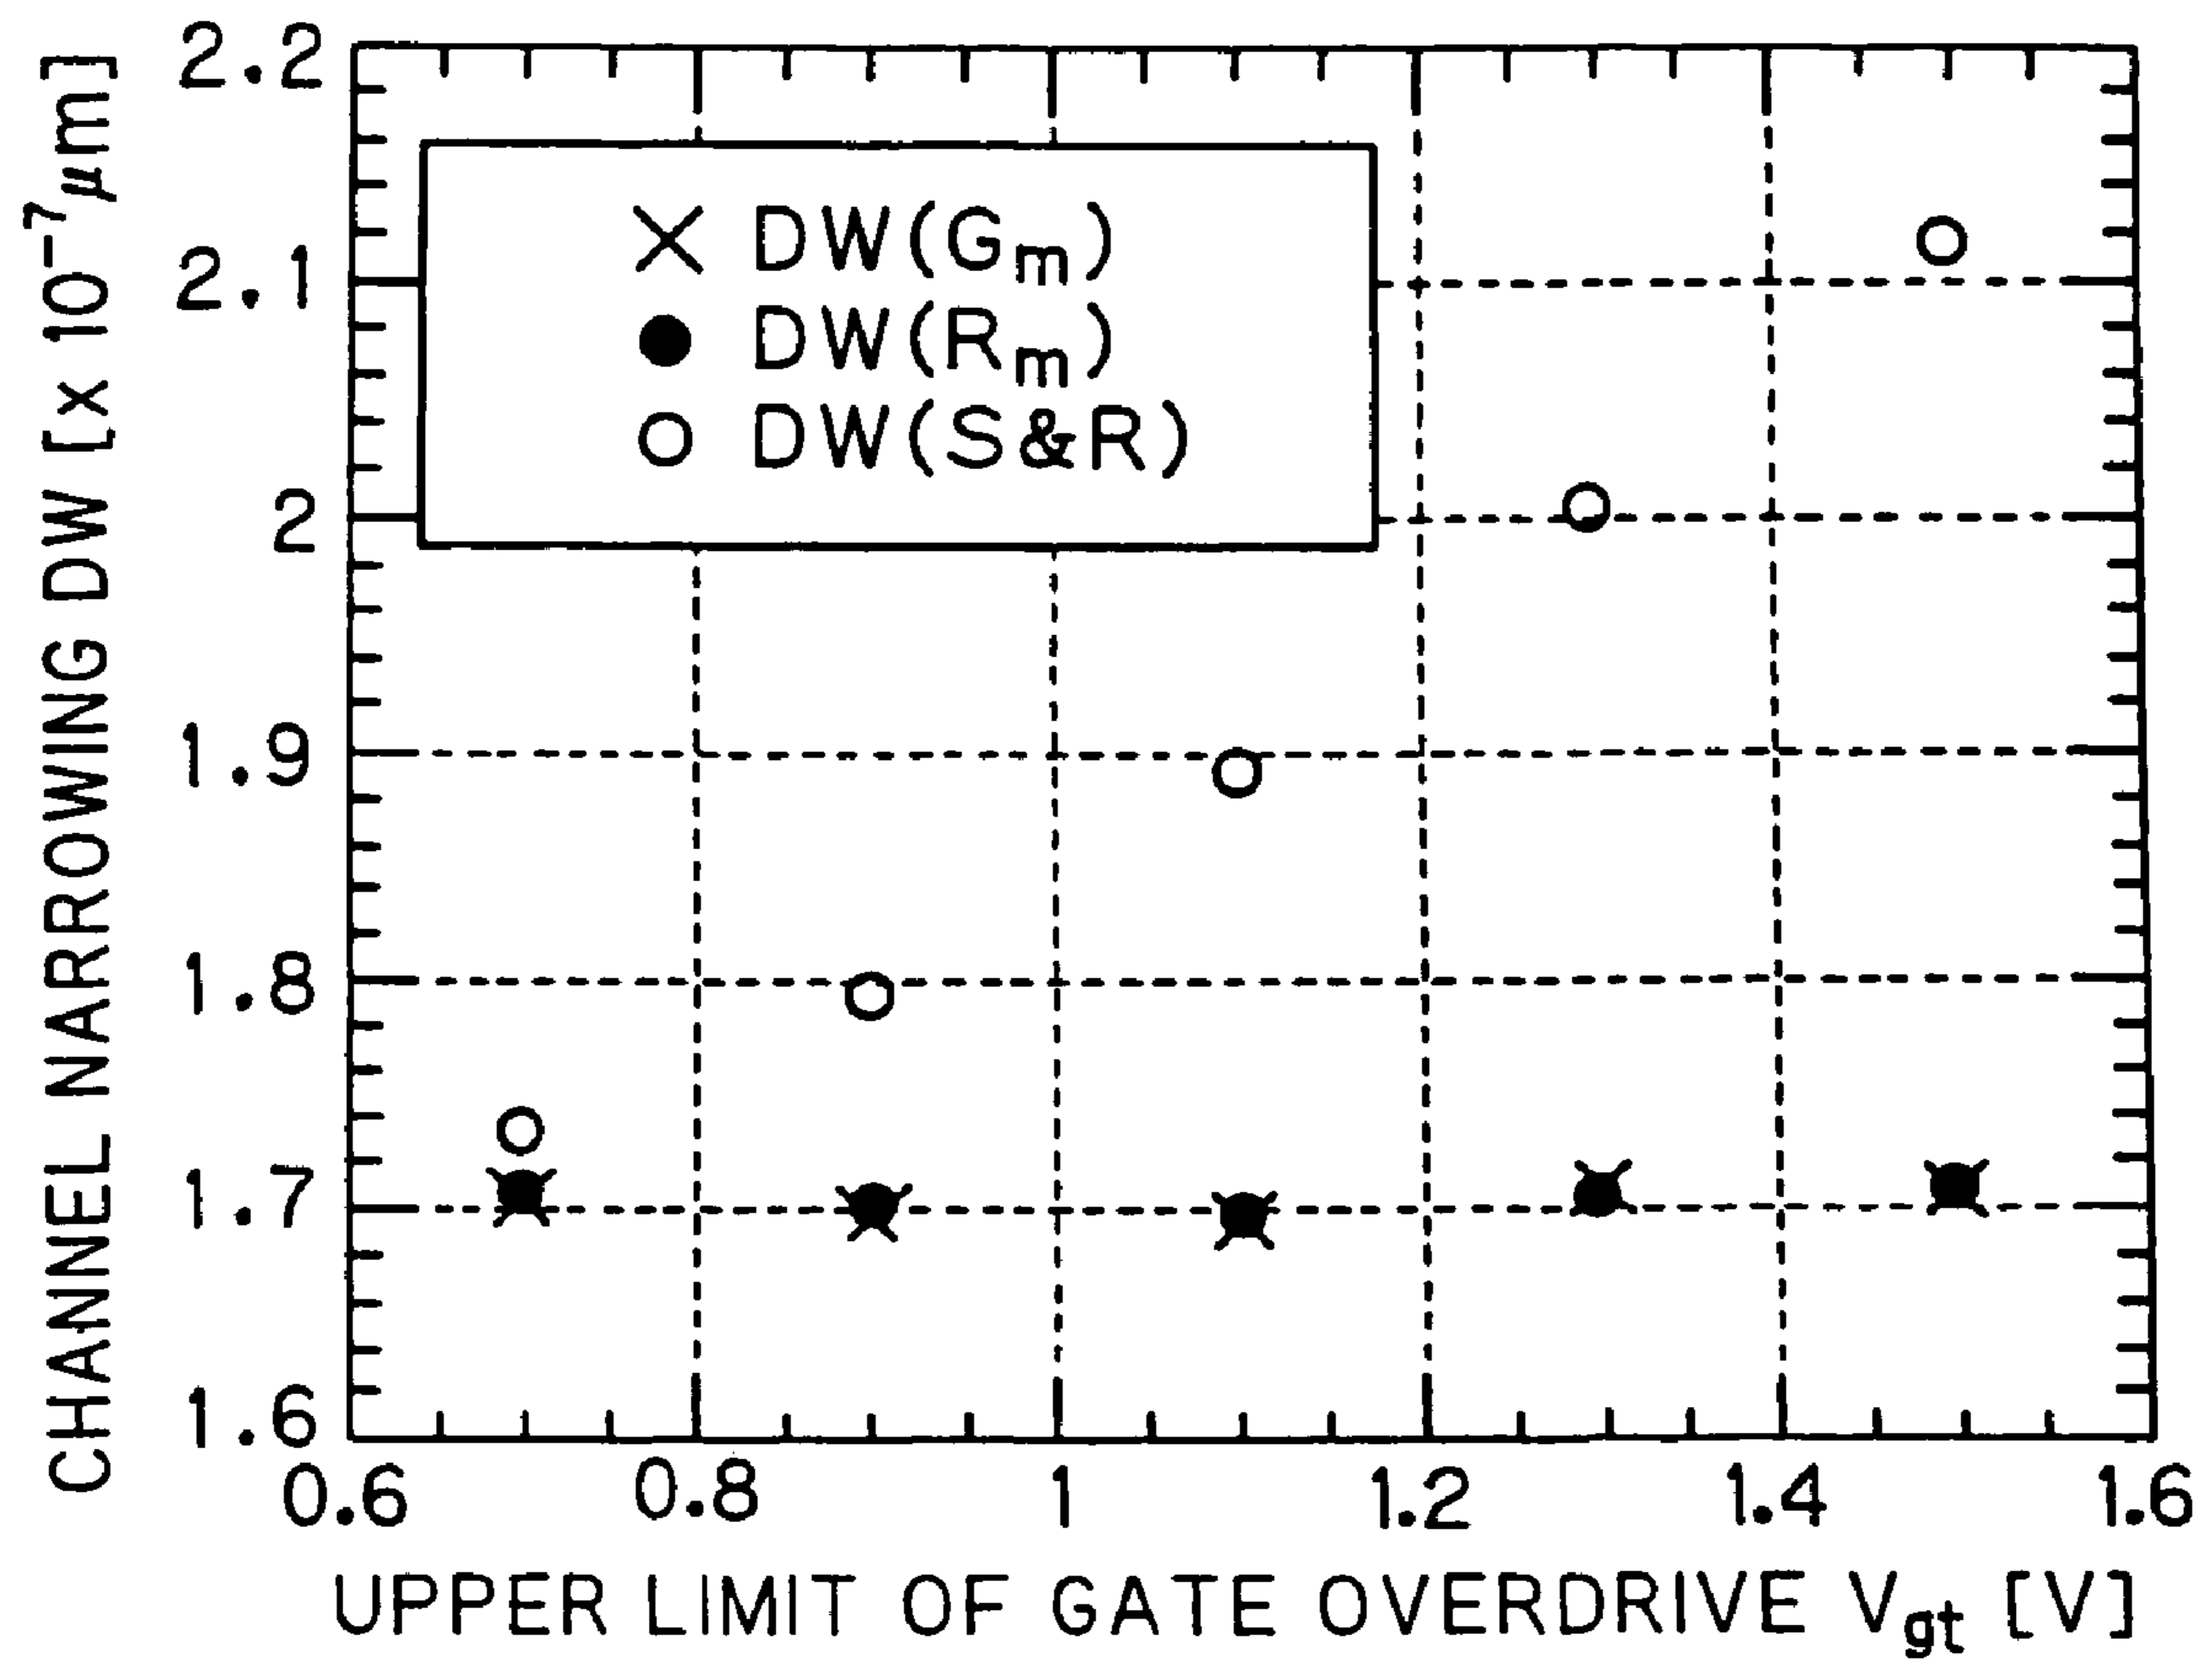 CHANNEL NARROWING DW [x 10⁻⁷μm]
2.2
2.1
2
1.9
1.8
1.7
1.6
DW(Gm)
DW(Rm)
DW(S&R)
0.6 0.8 1 1.2 1.4 1.6
UPPER LIMIT OF GATE OVERDRIVE Vgt [V]